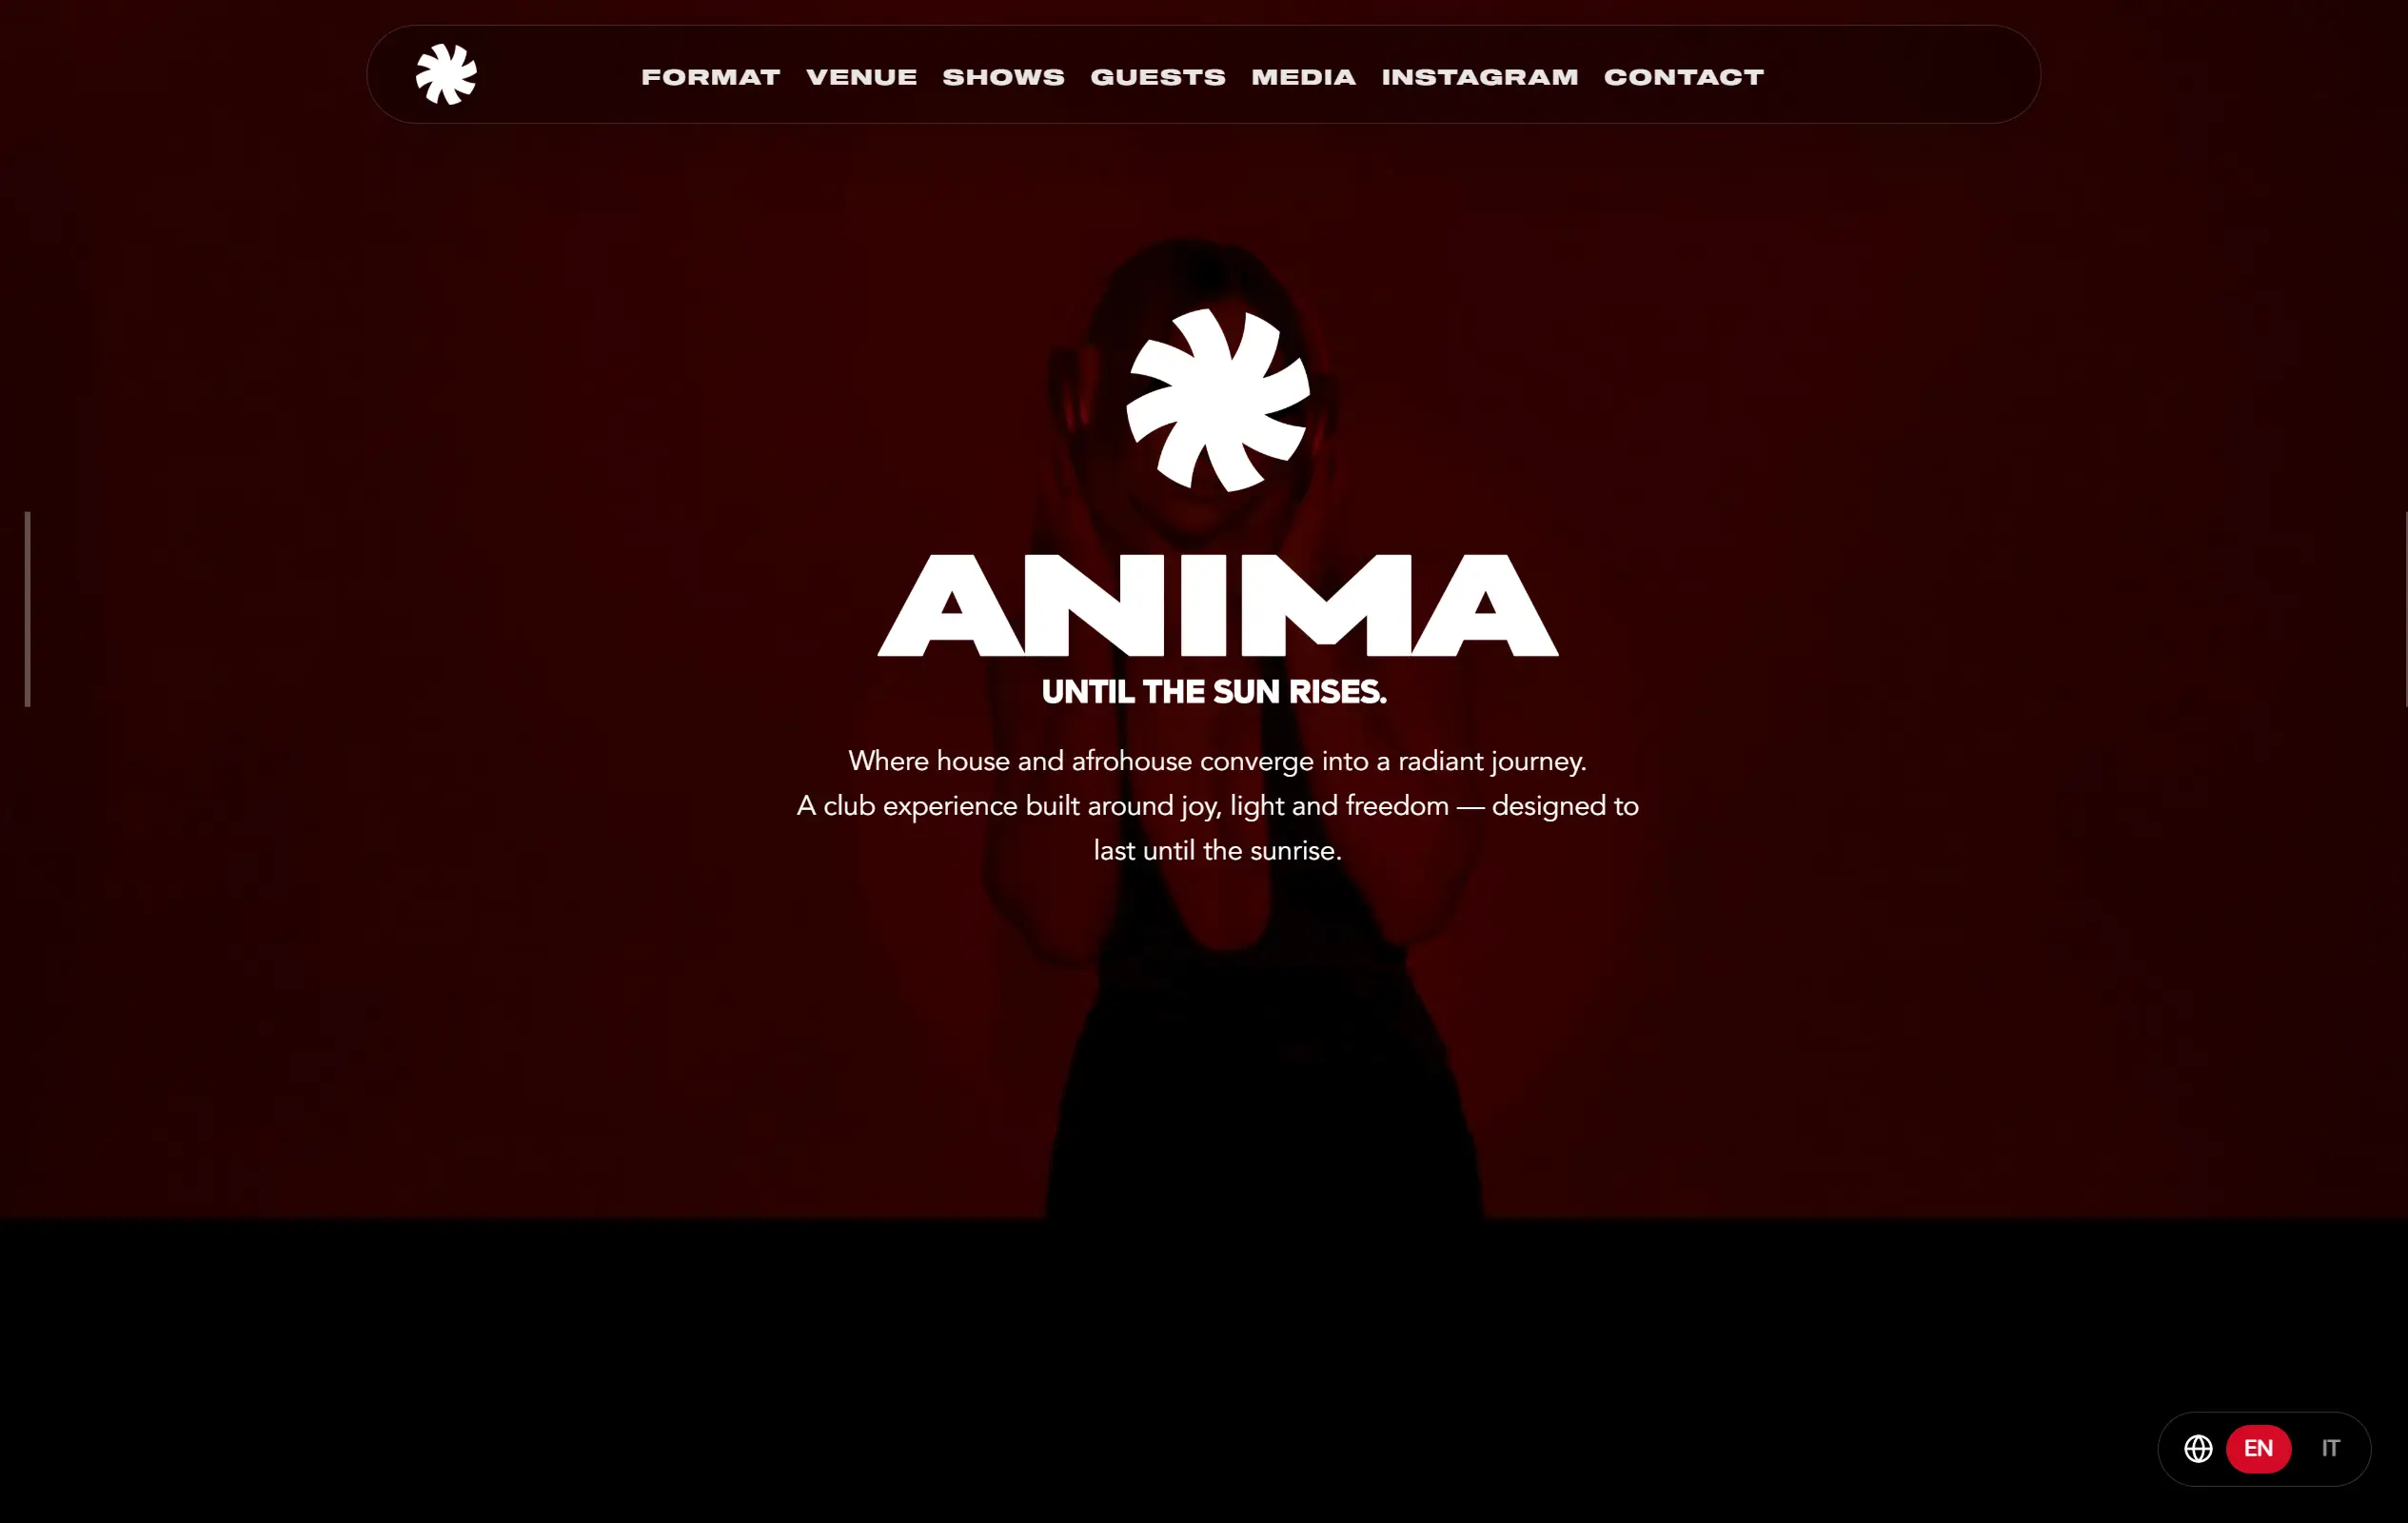 FORMAT VENUE SHOWS GUESTS MEDIA INSTAGRAM CONTACT
ANIMA
UNTIL THE SUN RISES.
Where house and afrohouse converge into a radiant journey.
A club experience built around joy, light and freedom — designed to
last until the sunrise.
EN IT